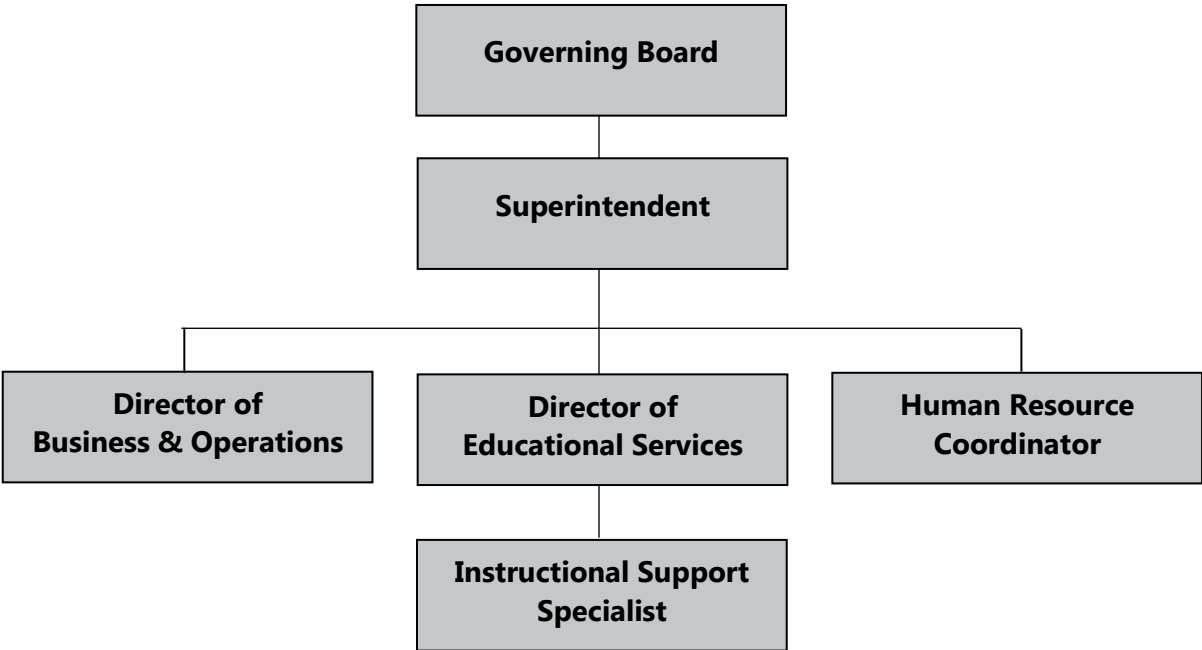 Governing Board
Superintendent
Director of
Business & Operations
Director of
Educational Services
Human Resource
Coordinator
Instructional Support
Specialist